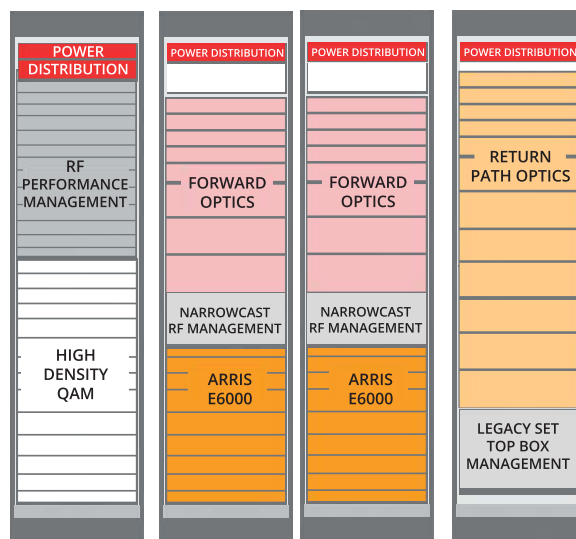 POWER
DISTRIBUTION
RF
PERFORMANCE
MANAGEMENT
HIGH
DENSITY
QAM
POWER DISTRIBUTION
FORWARD
OPTICS
NARROWCAST
RF MANAGEMENT
ARRIS
E6000
POWER DISTRIBUTION
FORWARD
OPTICS
NARROWCAST
RF MANAGEMENT
ARRIS
E6000
POWER DISTRIBUTION
RETURN
PATH OPTICS
LEGACY SET
TOP BOX
MANAGEMENT